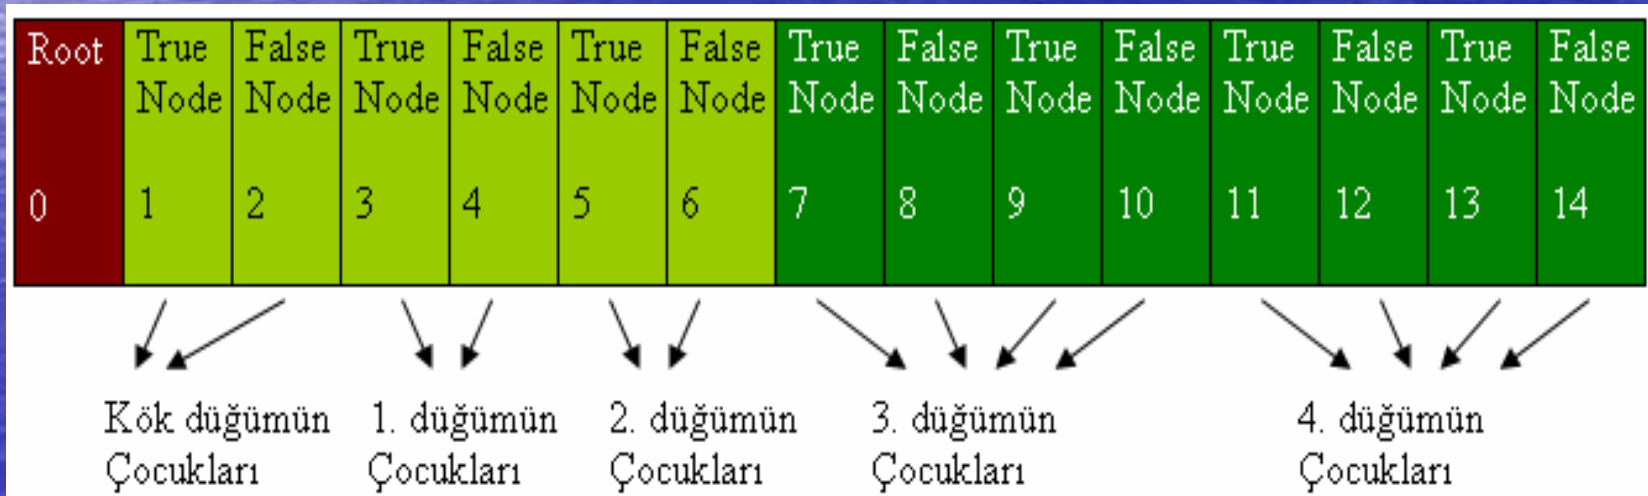 Root True False True False True False True False True False True False True False
Node Node Node Node Node Node Node Node Node Node Node Node Node Node
0 1 2 3 4 5 6 7 8 9 10 11 12 13 14
Kök düğümün 1. düğümün 2. düğümün 3. düğümün 4. düğümün
Çocukları Çocukları Çocukları Çocukları Çocukları